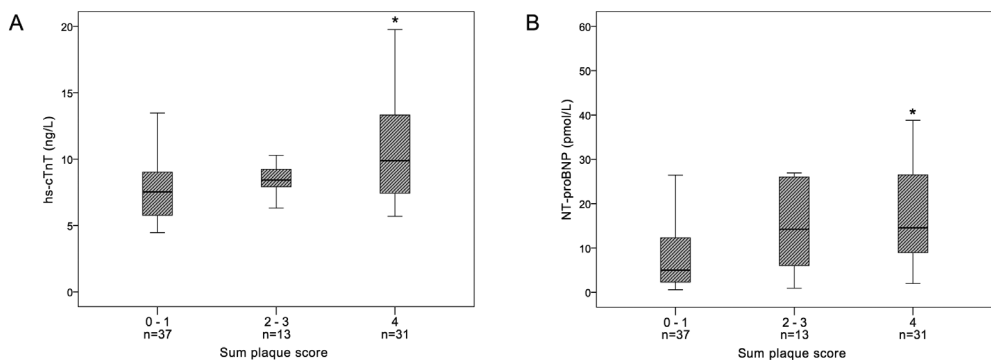 A
hs-cTnT (ng/L)
20
15
10
5
0
*
0 - 1
2 - 3
4
n=37
n=13
n=31
Sum plaque score
B
NT-proBNP (pmol/L)
60
50
40
30
20
10
0
*
0 - 1
2 - 3
4
n=37
n=13
n=31
Sum plaque score